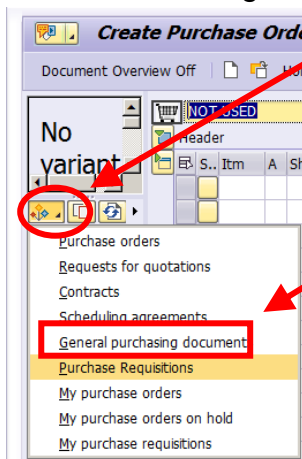 Create Purchase Orde
Document Overview Off
No
variant
NOT USED
Header
S.. Itm A Sh
Purchase orders
Requests for quotations
Contracts
Scheduling agreements
General purchasing document
Purchase Requisitions
My purchase orders
My purchase orders on hold
My purchase requisitions